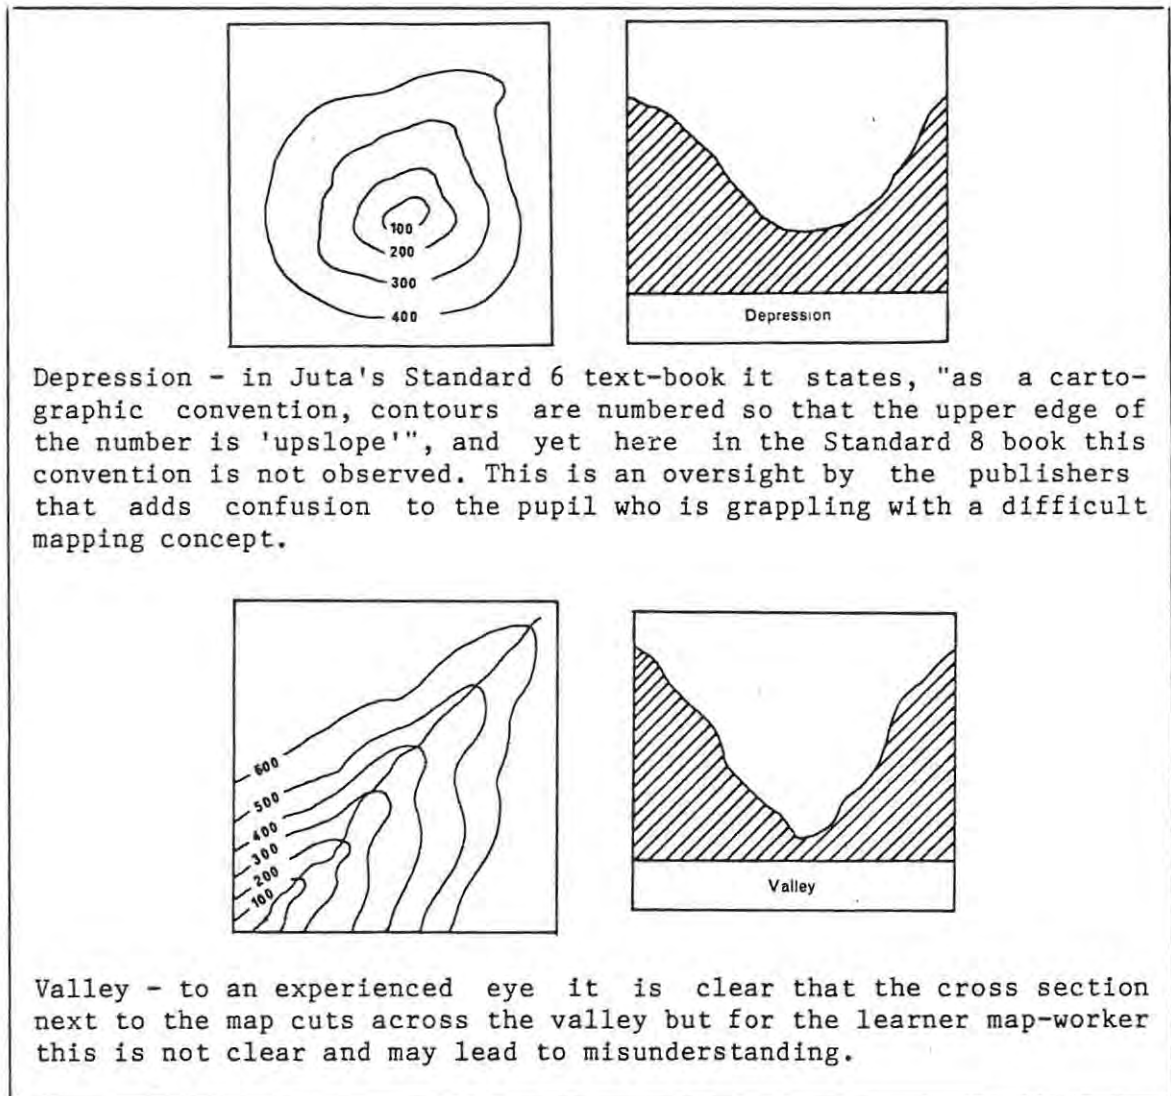 100
200
300
400
Depression
Depression - in Juta's Standard 6 text-book it states, "as a carto-
graphic convention, contours are numbered so that the upper edge of
the number is 'upslope'", and yet here in the Standard 8 book this
convention is not observed. This is an oversight by the publishers
that adds confusion to the pupil who is grappling with a difficult
mapping concept.
600
500
400
300
200
100
Valley
Valley - to an experienced eye it is clear that the cross section
next to the map cuts across the valley but for the learner map-worker
this is not clear and may lead to misunderstanding.